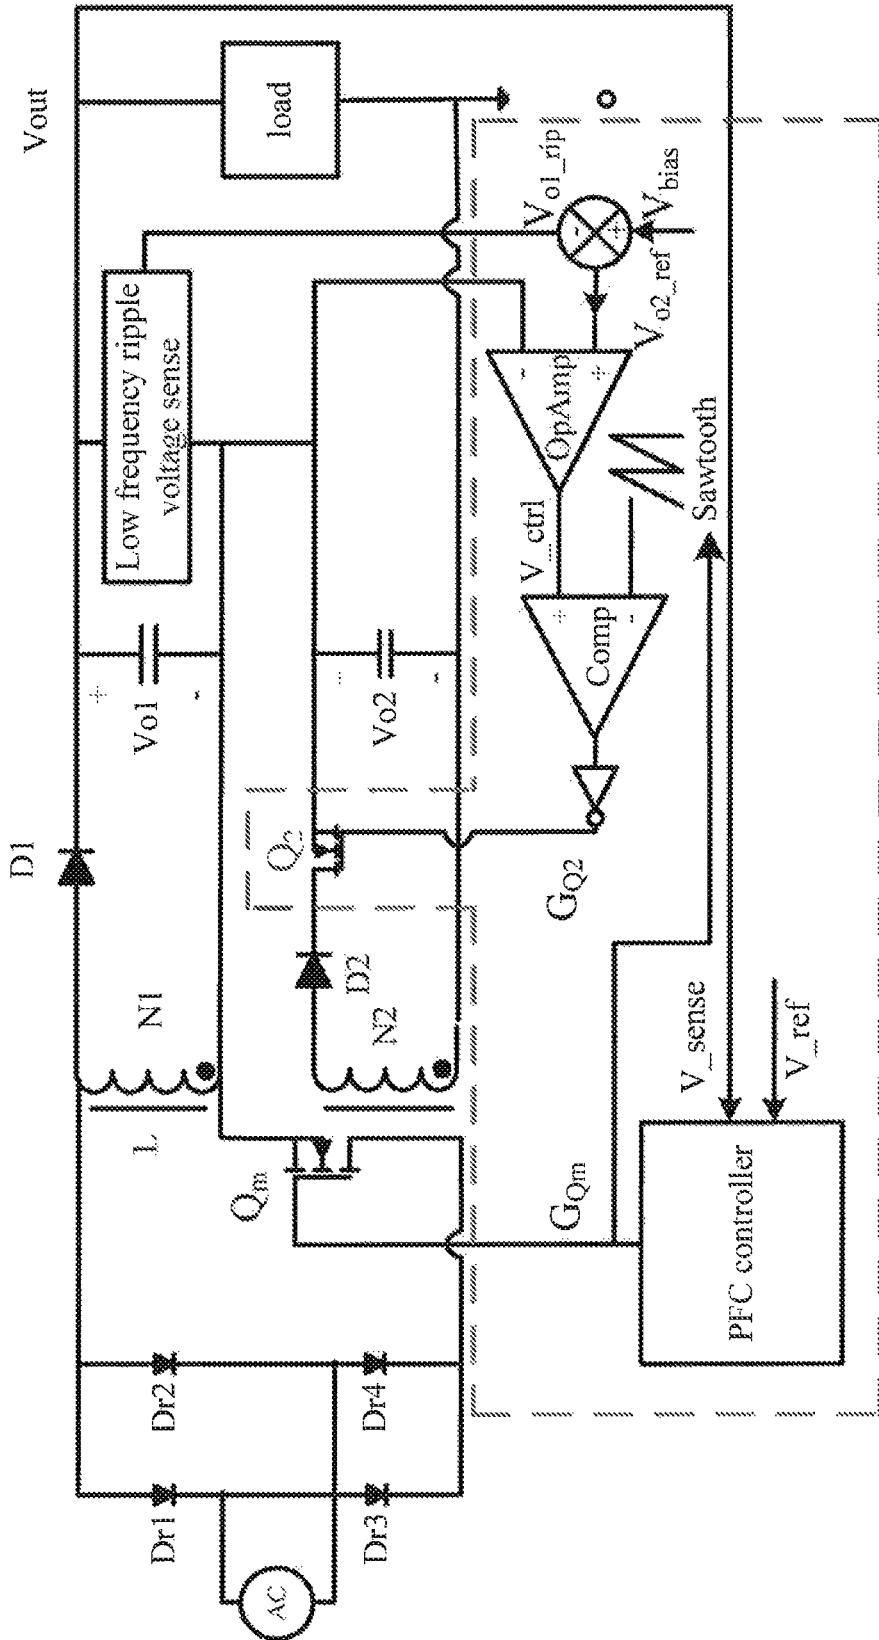 Vout
load
Low frequency ripple
voltage sense
D1
+
Vo1
-
N1
L
Vo2
-
Q2
D2
N2
Qm
Dr1
Dr2
Dr3
Dr4
AC
Vo1_rip
-
+
Vbias
Vo2_ref
-
+
OpAmp
V_ctrl
Sawtooth
+
-
Comp
GQ2
GQm
V_sense
V_ref
PFC controller